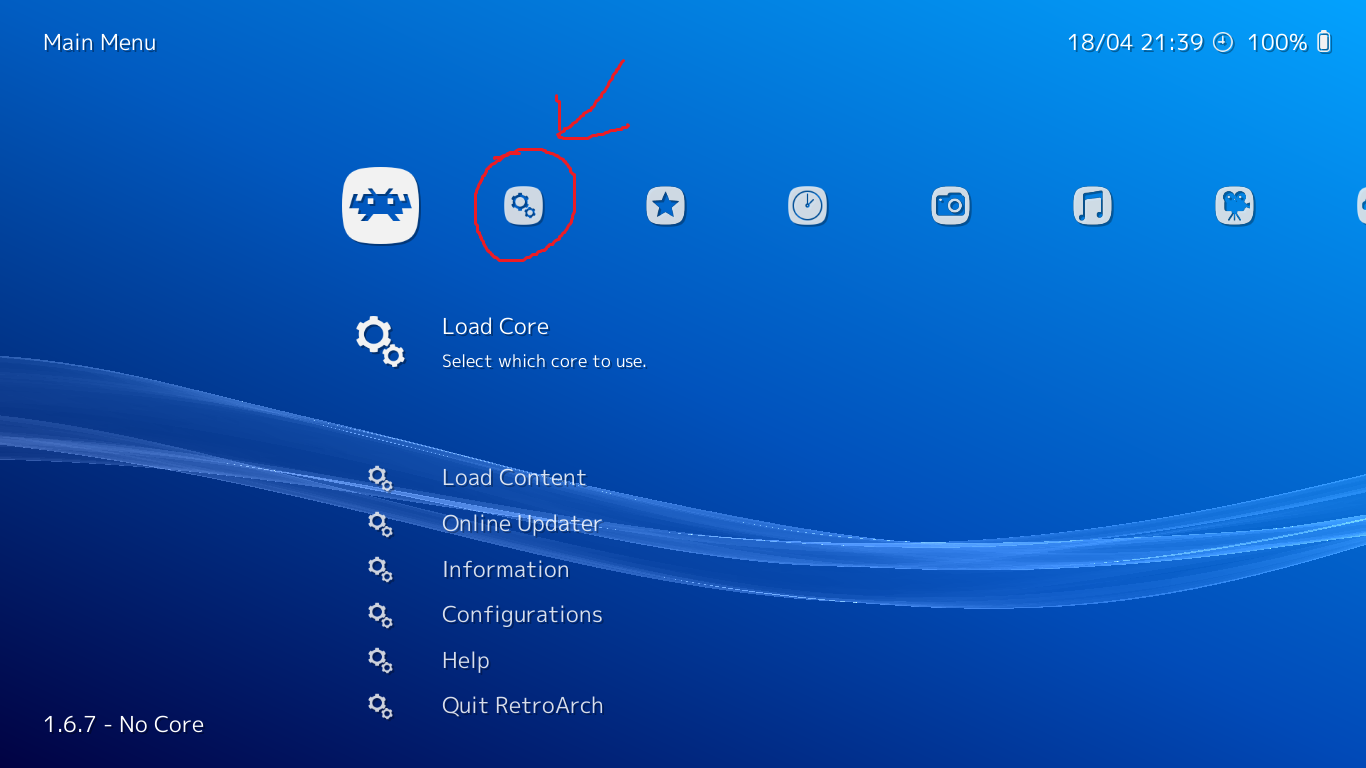 Main Menu
18/04 21:39 100%
Load Core
Select which core to use.
Load Content
Online Updater
Information
Configurations
Help
Quit RetroArch
1.6.7 - No Core